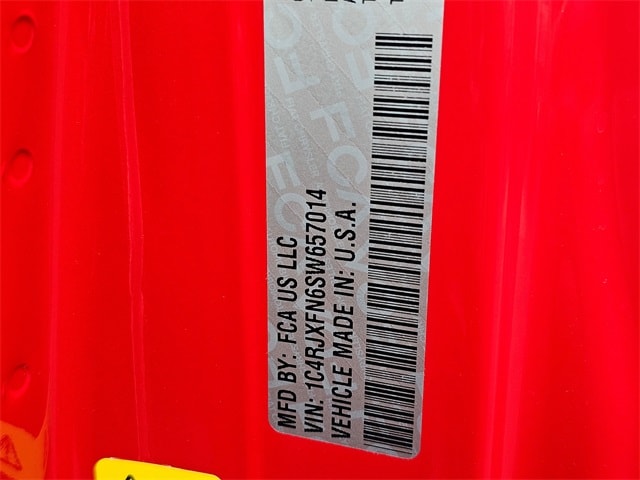 MFD BY: FCA US LLC
VIN: 1C4RJXFN6SW657014
VEHICLE MADE IN: U.S.A.